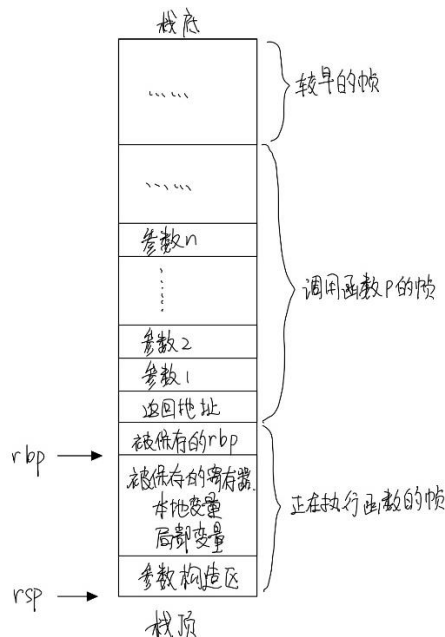 栈底
……
较早的帧
……
参数n
……
调用函数P的帧
参数2
参数1
返回地址
被保存的rbp
rbp
被保存的寄存器
本地变量
局部变量
正在执行函数的帧
参数构造区
rsp
栈顶